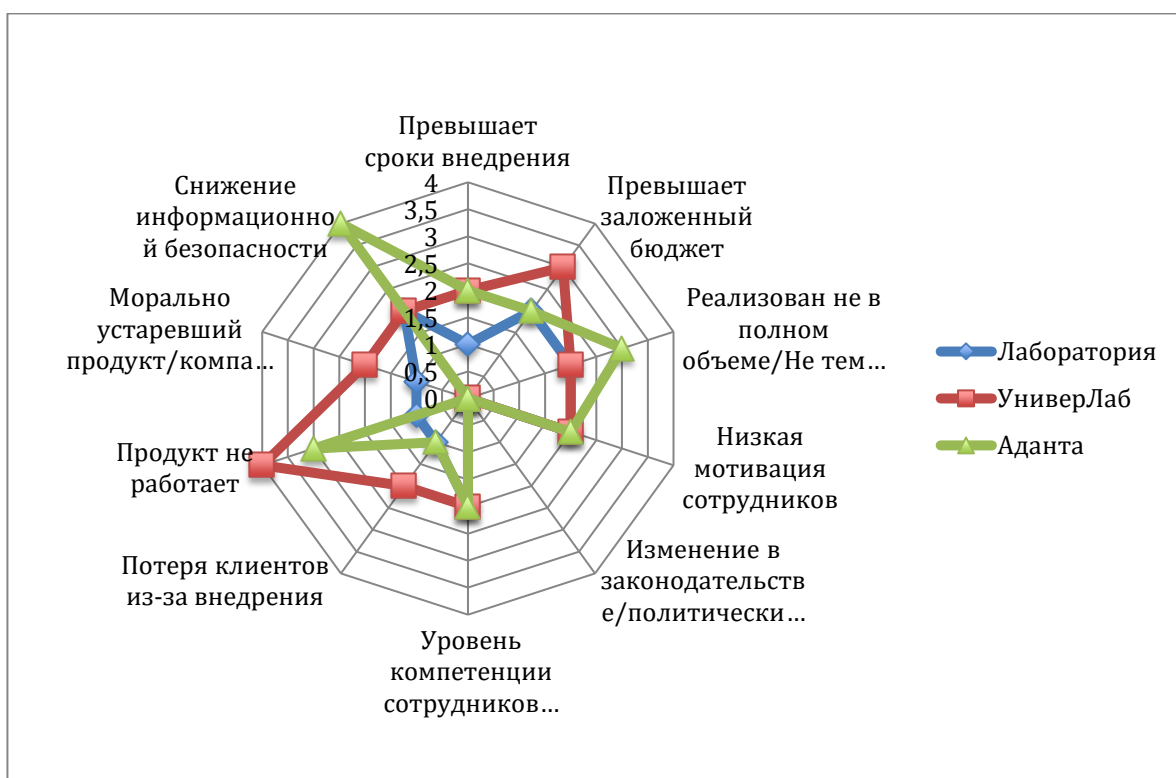 Превышает
сроки внедрения
Превышает
заложенный
бюджет
Реализован не в
полном
объеме/Не тем…
Низкая
мотивация
сотрудников
Изменение в
законодательств
е/политически…
Уровень
компетенции
сотрудников…
Потеря клиентов
из-за внедрения
Продукт не
работает
Морально
устаревший
продукт/компа…
Снижение
информационно
й безопасности
4
3,5
3
2,5
2
1,5
1
0,5
0
Лаборатория
УниверЛаб
Аданта